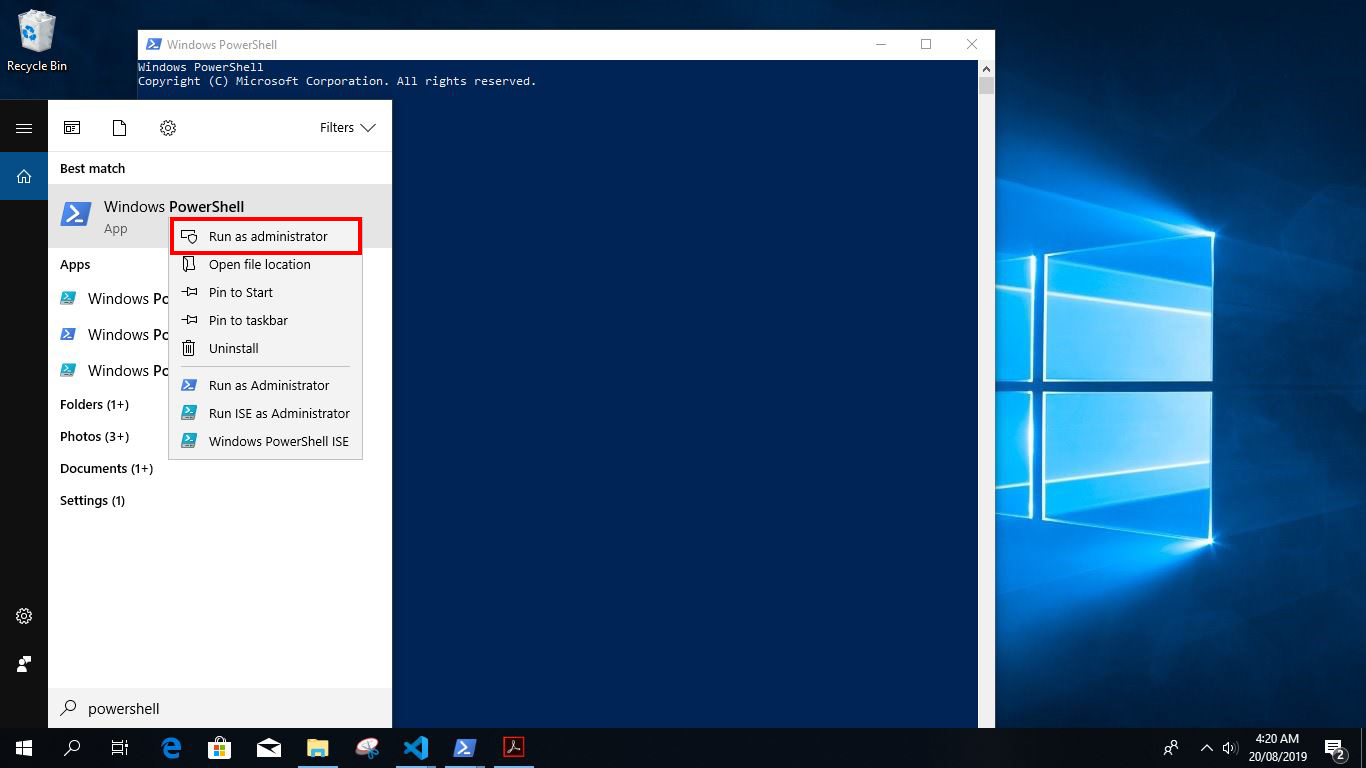 Recycle Bin
Windows PowerShell
Windows PowerShell
Copyright (C) Microsoft Corporation. All rights reserved.
Filters
Best match
Windows PowerShell
App
Run as administrator
Open file location
Pin to Start
Pin to taskbar
Uninstall
Run as Administrator
Run ISE as Administrator
Windows PowerShell ISE
Apps
Windows Po
Windows Po
Windows Po
Folders (1+)
Photos (3+)
Documents (1+)
Settings (1)
powershell
4:20 AM
20/08/2019
2